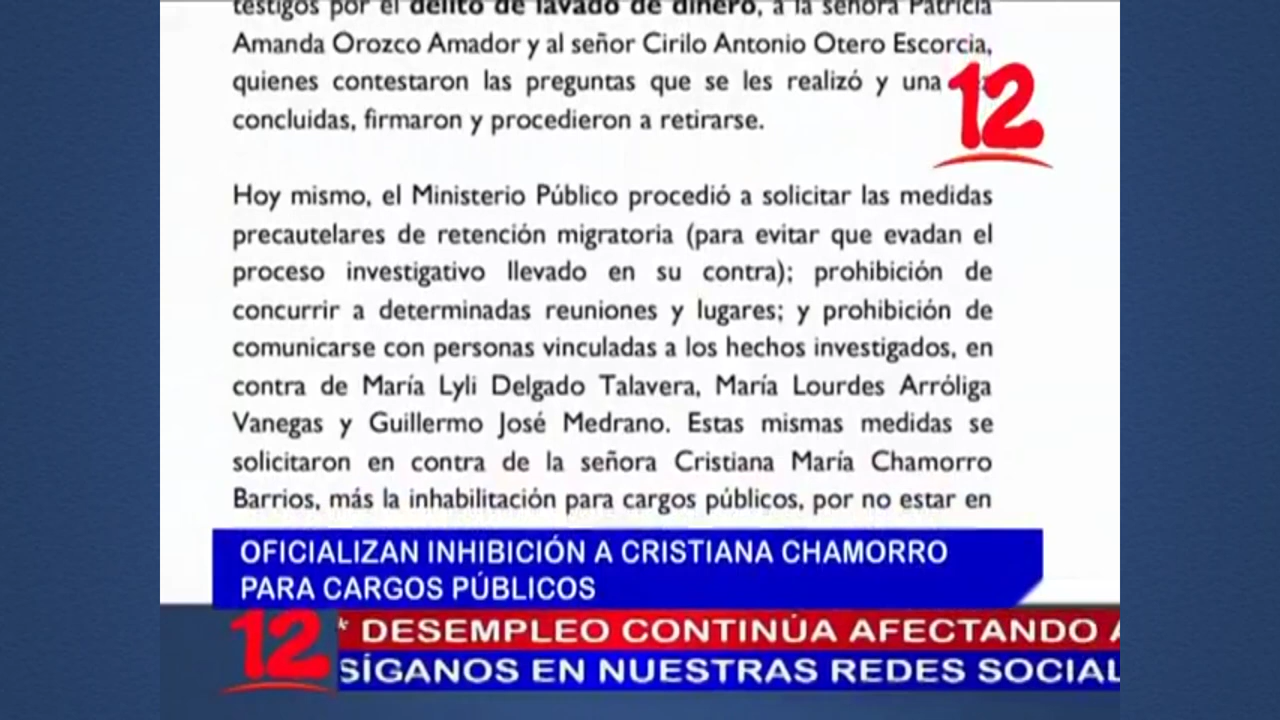 testigos por el delito de lavado de dinero, a la señora Patricia
Amanda Orozco Amador y al señor Cirilo Antonio Otero Escorcia,
quienes contestaron las preguntas que se les realizó y una
concluidas, firmaron y procedieron a retirarse.
12
Hoy mismo, el Ministerio Público procedió a solicitar las medidas
precautelares de retención migratoria (para evitar que evadan el
proceso investigativo llevado en su contra); prohibición de
concurrir a determinadas reuniones y lugares; y prohibición de
comunicarse con personas vinculadas a los hechos investigados, en
contra de María Lyli Delgado Talavera, María Lourdes Arróliga
Vanegas y Guillermo José Medrano. Estas mismas medidas se
solicitaron en contra de la señora Cristiana María Chamorro
Barrios, más la inhabilitación para cargos públicos, por no estar en
OFICIALIZAN INHIBICIÓN A CRISTIANA CHAMORRO
PARA CARGOS PÚBLICOS
12
* DESEMPLEO CONTINÚA AFECTANDO A
SÍGANOS EN NUESTRAS REDES SOCIAL